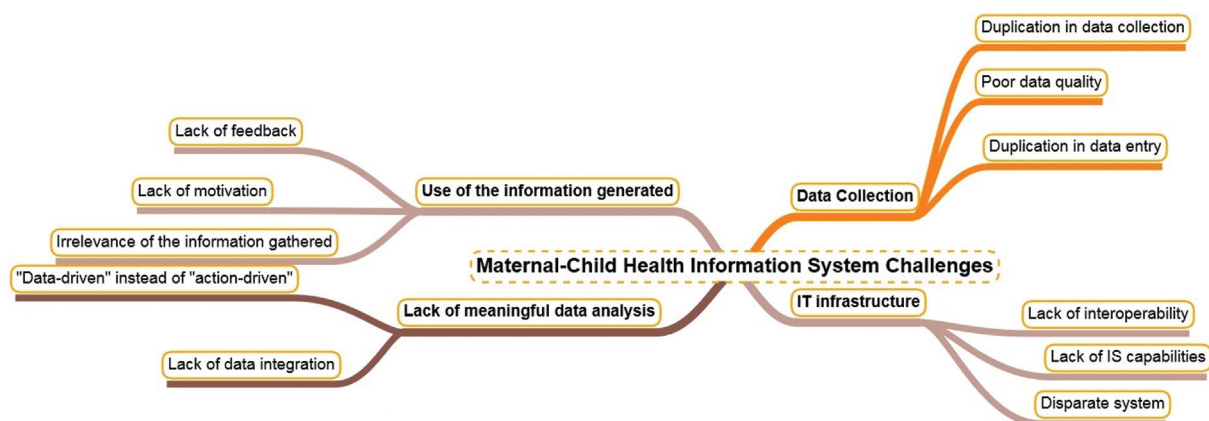 Duplication in data collection
Poor data quality
Duplication in data entry
Data Collection
Lack of feedback
Lack of motivation
Irrelevance of the information gathered
Use of the information generated
Maternal-Child Health Information System Challenges
"Data-driven" instead of "action-driven"
Lack of data integration
Lack of meaningful data analysis
IT infrastructure
Lack of interoperability
Lack of IS capabilities
Disparate system